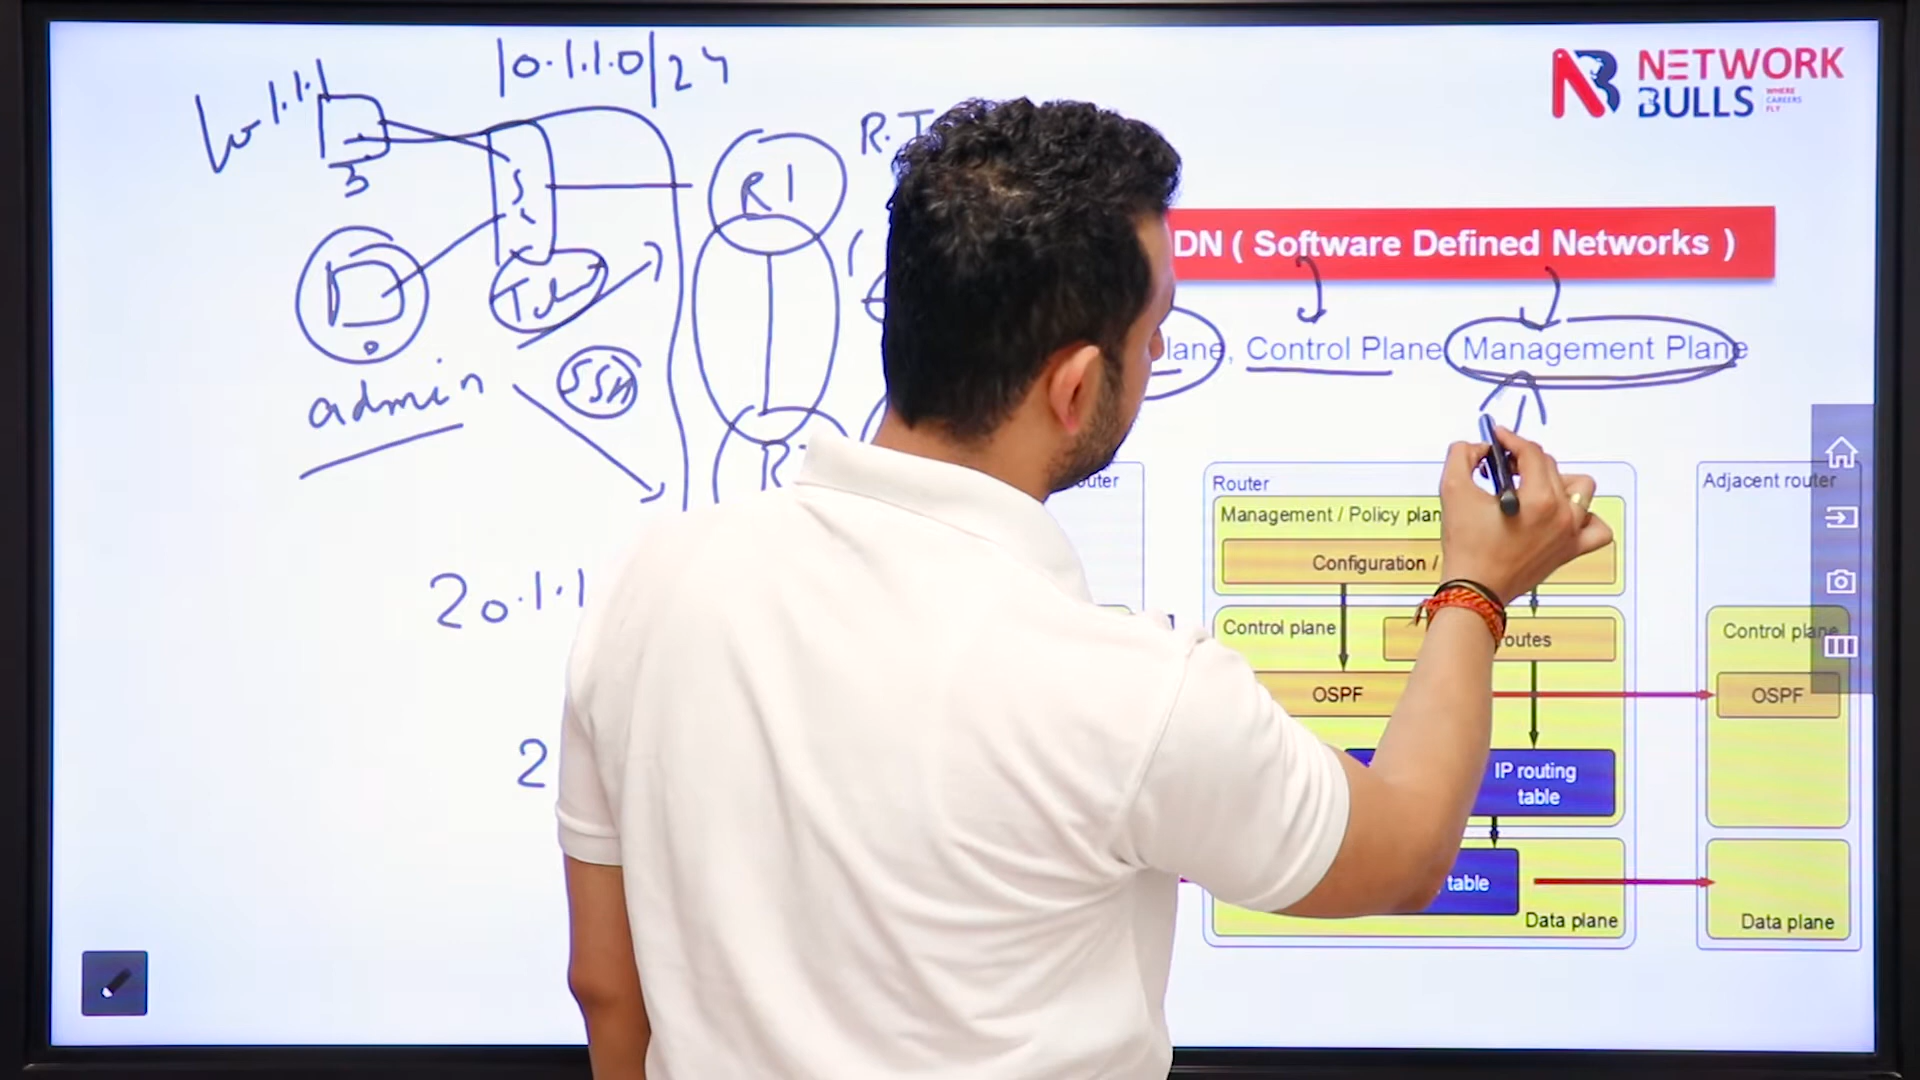 10.1.1.0/24
NETWORK
BULLS
WHERE
CAREERS
FLY
10.1.1.1
R1
DN ( Software Defined Networks )
lane, Control Plane Management Plane
SSH
admin
R
outer
Router
Adjacent router
Management / Policy plan
Configuration /
20.1.1
Control plane
outes
Control plane
OSPF
OSPF
2
IP routing
table
table
Data plane
Data plane